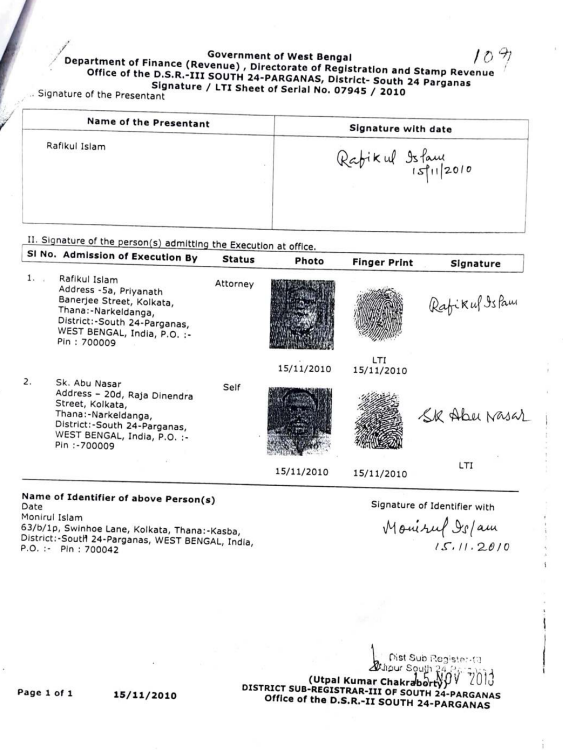 109
Government of West Bengal
Department of Finance (Revenue) , Directorate of Registration and Stamp Revenue
Office of the D.S.R.-III SOUTH 24-PARGANAS, District- South 24 Parganas
Signature / LTI Sheet of Serial No. 07945 / 2010
Signature of the Presentant
Name of the Presentant Signature with date
Rafikul Islam Rafikul Islam
15/11/2010
II. Signature of the person(s) admitting the Execution at office.
Sl No. Admission of Execution By Status Photo Finger Print Signature
1. Rafikul Islam Attorney
Address -5a, Priyanath
Banerjee Street, Kolkata, Rafikul Islam
Thana:-Narkeldanga,
District:-South 24-Parganas,
WEST BENGAL, India, P.O. :-
Pin : 700009
LTI
15/11/2010 15/11/2010
2. Sk. Abu Nasar Self
Address – 20d, Raja Dinendra
Street, Kolkata, SK Abu Nasar
Thana:-Narkeldanga,
District:-South 24-Parganas,
WEST BENGAL, India, P.O. :-
Pin :-700009
LTI
15/11/2010 15/11/2010
Name of Identifier of above Person(s) Signature of Identifier with
Date
Monirul Islam Monirul Islam
63/b/1p, Swinhoe Lane, Kolkata, Thana:-Kasba,
District:-South 24-Parganas, WEST BENGAL, India, 15.11.2010
P.O. :- Pin : 700042
Dist Sub Register-III
Alipur South 24
15 NOV
(Utpal Kumar Chakraborty)
DISTRICT SUB-REGISTRAR-III OF SOUTH 24-PARGANAS
Office of the D.S.R.-II SOUTH 24-PARGANAS
Page 1 of 1 15/11/2010